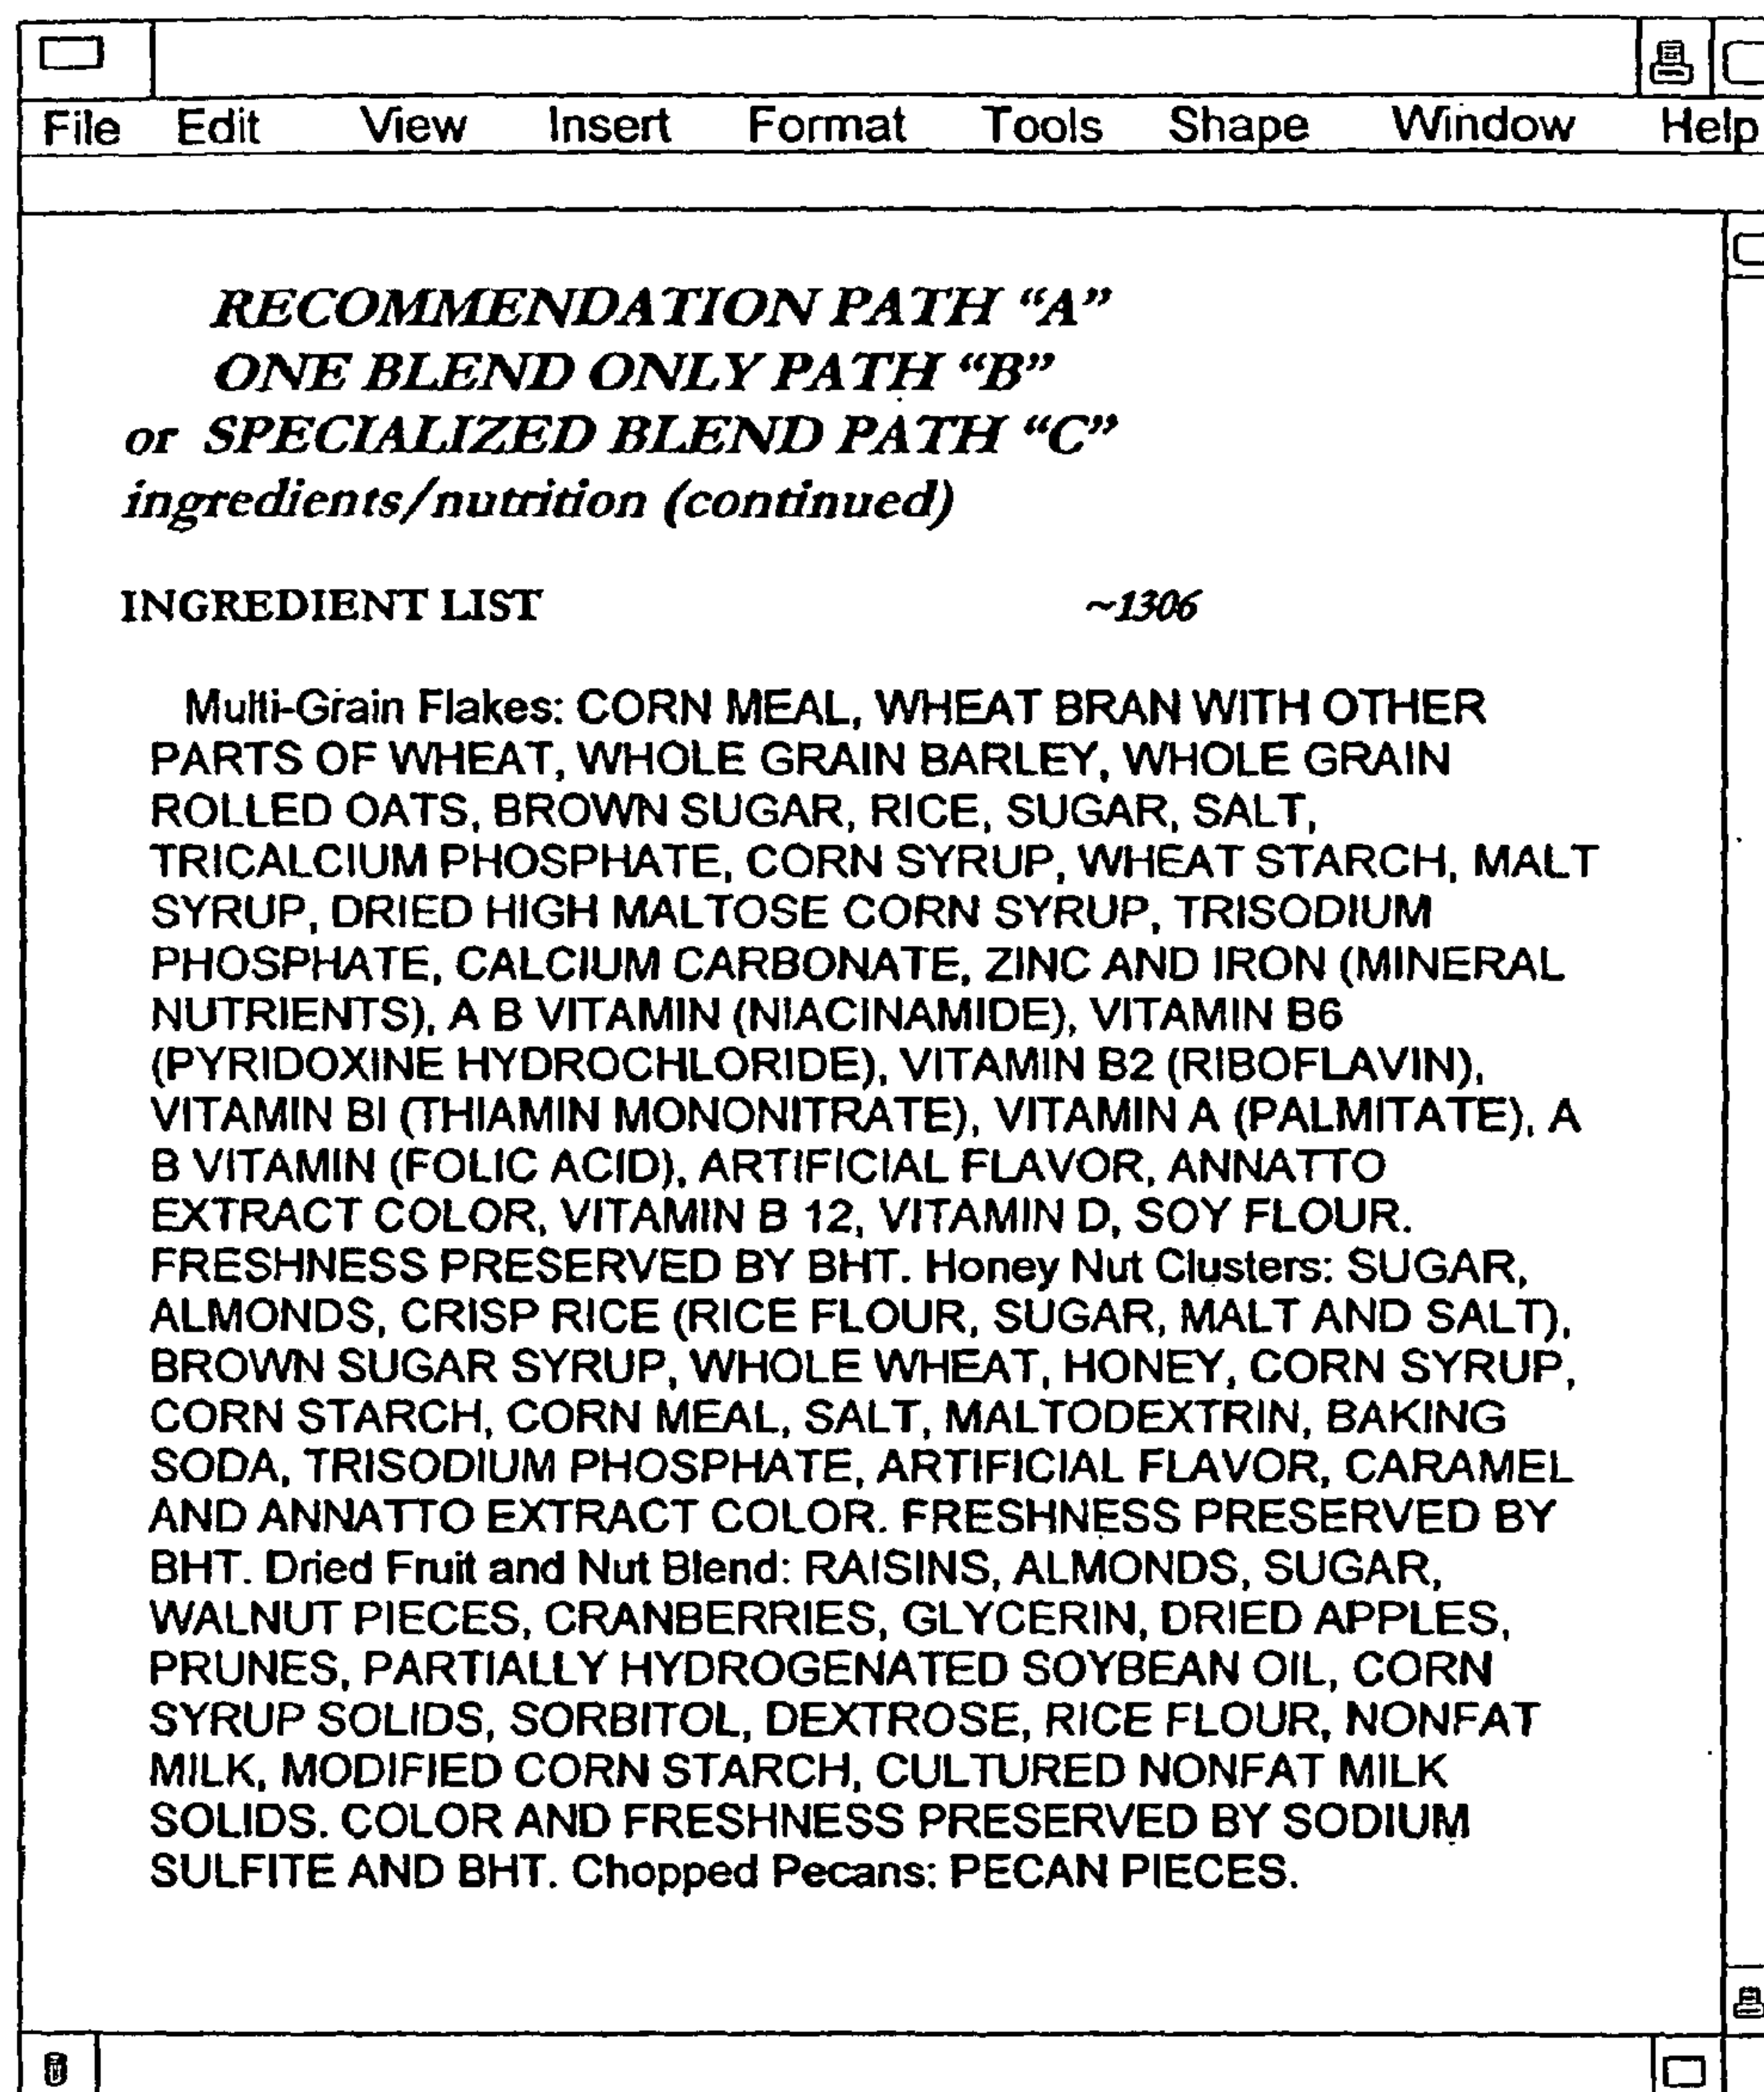 File Edit View Insert Format Tools Shape Window Help
RECOMMENDATION PATH “A”
ONE BLEND ONLY PATH “B”
or SPECIALIZED BLEND PATH “C”
ingredients/nutrition (continued)
INGREDIENT LIST ~1306
Multi-Grain Flakes: CORN MEAL, WHEAT BRAN WITH OTHER
PARTS OF WHEAT, WHOLE GRAIN BARLEY, WHOLE GRAIN
ROLLED OATS, BROWN SUGAR, RICE, SUGAR, SALT,
TRICALCIUM PHOSPHATE, CORN SYRUP, WHEAT STARCH, MALT
SYRUP, DRIED HIGH MALTOSE CORN SYRUP, TRISODIUM
PHOSPHATE, CALCIUM CARBONATE, ZINC AND IRON (MINERAL
NUTRIENTS), A B VITAMIN (NIACINAMIDE), VITAMIN B6
(PYRIDOXINE HYDROCHLORIDE), VITAMIN B2 (RIBOFLAVIN),
VITAMIN BI (THIAMIN MONONITRATE), VITAMIN A (PALMITATE), A
B VITAMIN (FOLIC ACID), ARTIFICIAL FLAVOR, ANNATTO
EXTRACT COLOR, VITAMIN B 12, VITAMIN D, SOY FLOUR.
FRESHNESS PRESERVED BY BHT. Honey Nut Clusters: SUGAR,
ALMONDS, CRISP RICE (RICE FLOUR, SUGAR, MALT AND SALT),
BROWN SUGAR SYRUP, WHOLE WHEAT, HONEY, CORN SYRUP,
CORN STARCH, CORN MEAL, SALT, MALTODEXTRIN, BAKING
SODA, TRISODIUM PHOSPHATE, ARTIFICIAL FLAVOR, CARAMEL
AND ANNATTO EXTRACT COLOR. FRESHNESS PRESERVED BY
BHT. Dried Fruit and Nut Blend: RAISINS, ALMONDS, SUGAR,
WALNUT PIECES, CRANBERRIES, GLYCERIN, DRIED APPLES,
PRUNES, PARTIALLY HYDROGENATED SOYBEAN OIL, CORN
SYRUP SOLIDS, SORBITOL, DEXTROSE, RICE FLOUR, NONFAT
MILK, MODIFIED CORN STARCH, CULTURED NONFAT MILK
SOLIDS. COLOR AND FRESHNESS PRESERVED BY SODIUM
SULFITE AND BHT. Chopped Pecans: PECAN PIECES.